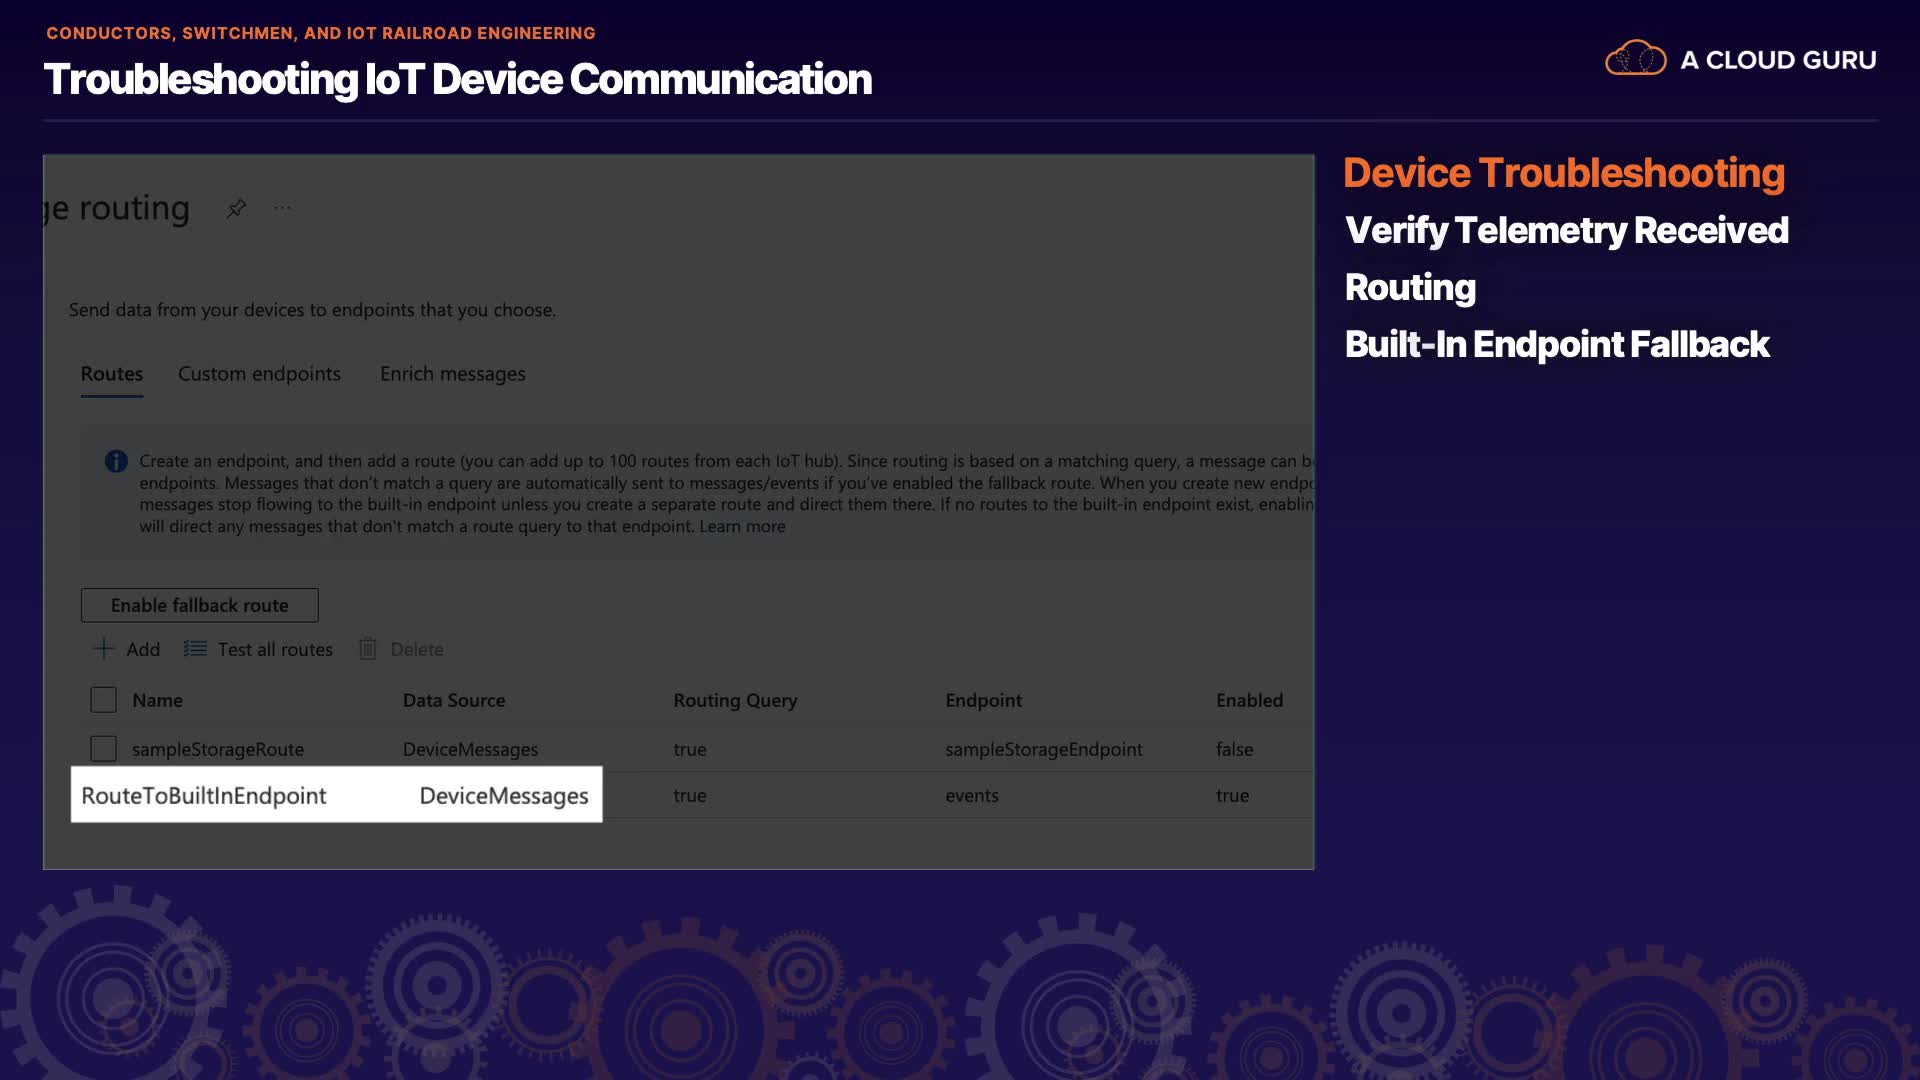 CONDUCTORS, SWITCHMEN, AND IOT RAILROAD ENGINEERING
Troubleshooting IoT Device Communication
A CLOUD GURU
ge routing
Send data from your devices to endpoints that you choose.
Routes Custom endpoints Enrich messages
Create an endpoint, and then add a route (you can add up to 100 routes from each IoT hub). Since routing is based on a matching query, a message can b
endpoints. Messages that don't match a query are automatically sent to messages/events if you've enabled the fallback route. When you create new endpo
messages stop flowing to the built-in endpoint unless you create a separate route and direct them there. If no routes to the built-in endpoint exist, enablin
will direct any messages that don't match a route query to that endpoint. Learn more
Enable fallback route
Add Test all routes Delete
Name Data Source Routing Query Endpoint Enabled
sampleStorageRoute DeviceMessages true sampleStorageEndpoint false
RouteToBuiltInEndpoint DeviceMessages true events true
Device Troubleshooting
Verify Telemetry Received
Routing
Built-In Endpoint Fallback